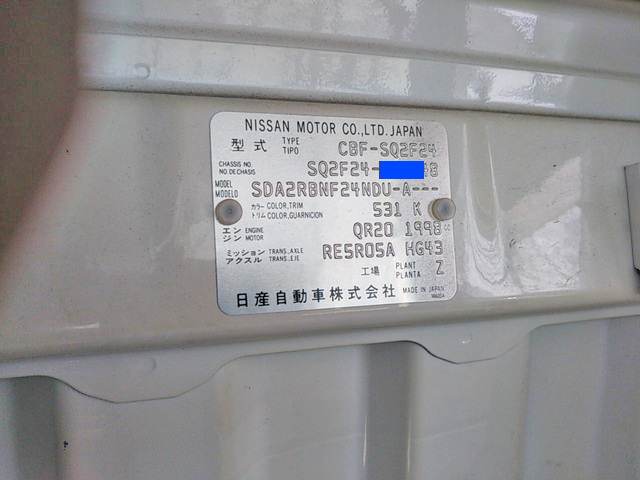 NISSAN MOTOR CO.,LTD.JAPAN
型式 TYPE TIPO CBF-SQ2F24
CHASSIS NO. NO.DECHASIS SQ2F24- 8
MODEL MODELO SDA2RBNF24NDU-A---
カラー COLOR,TRIM トリム COLOR,GUARNICION 531 K
エンジン ENGINE MOTOR QR20 1998 cc
ミッション TRANS.,AXLE アクスル TRANS.,EJE RE5R05A HG43
工場 PLANT PLANTA Z
日産自動車株式会社 MADE IN JAPAN